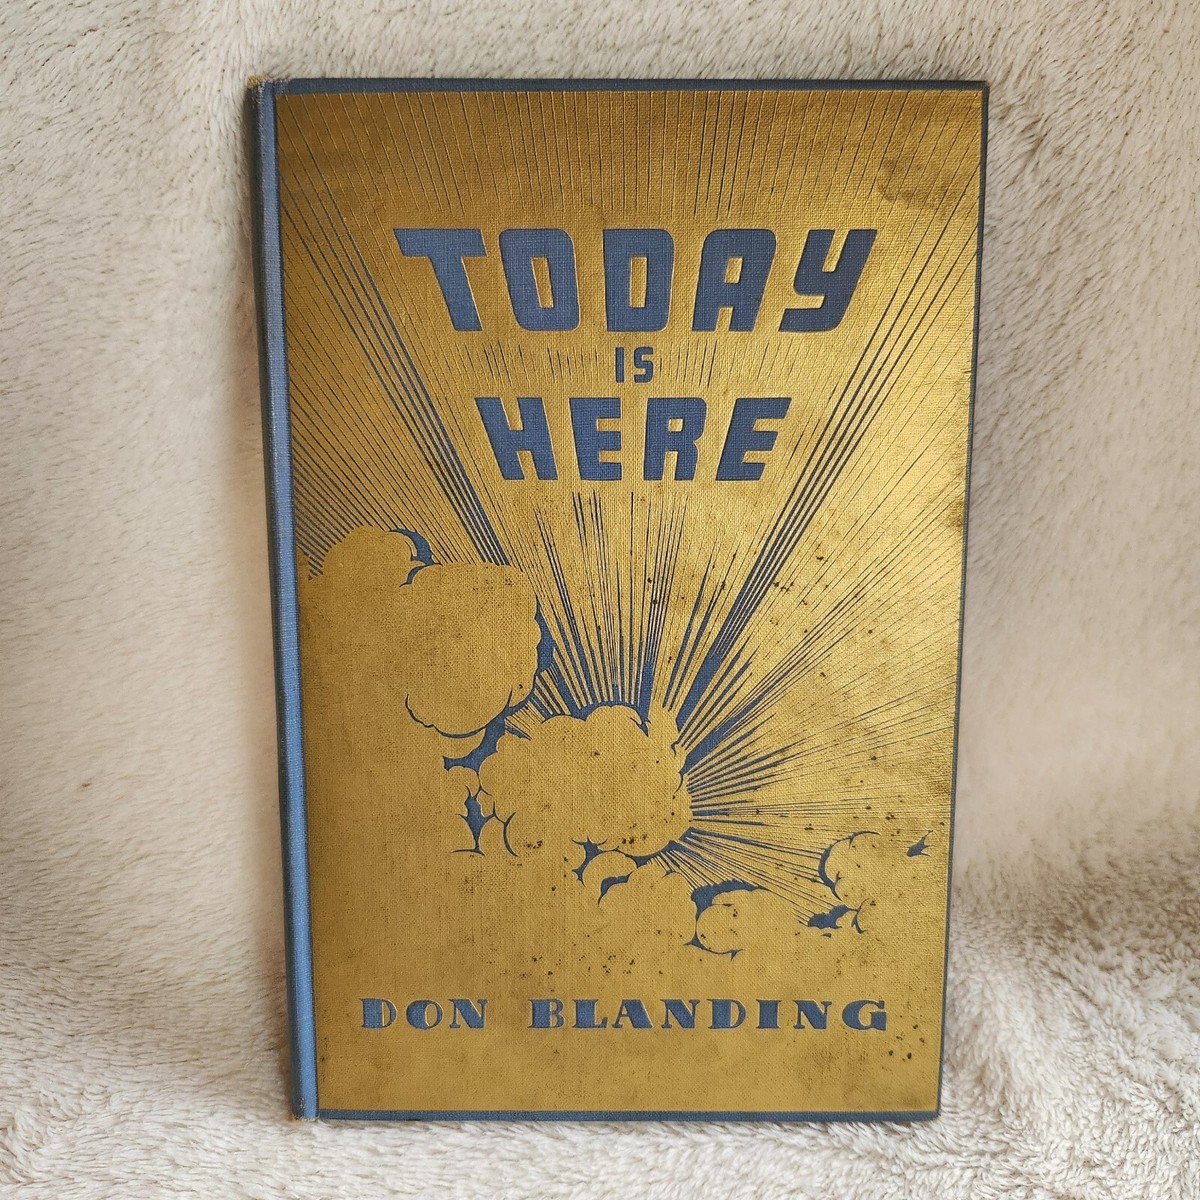 TODAY
IS
HERE
DON BLANDING